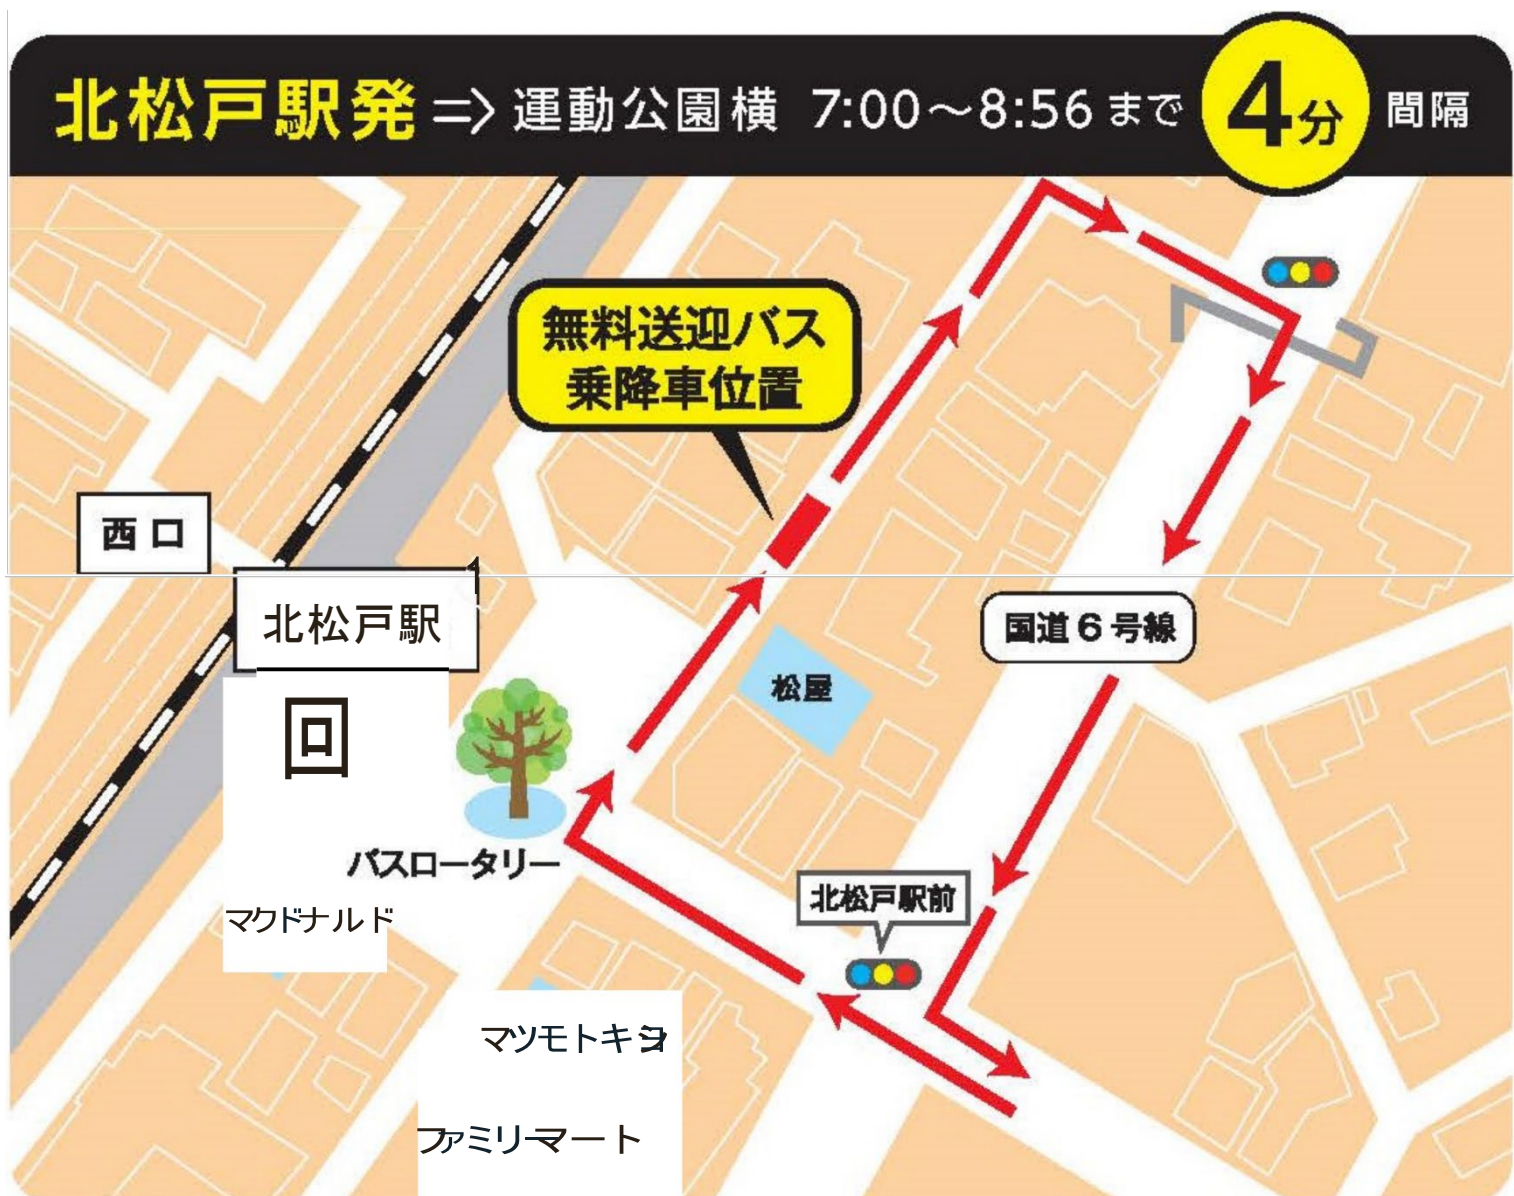 北松戸駅発 => 運動公園横 7:00～8:56 まで 4分 間隔
無料送迎バス
乗降車位置
西口
北松戸駅
国道6号線
松屋
回
バスロータリー
北松戸駅前
マクドナルド
マツモトキヨ
ファミリーマート